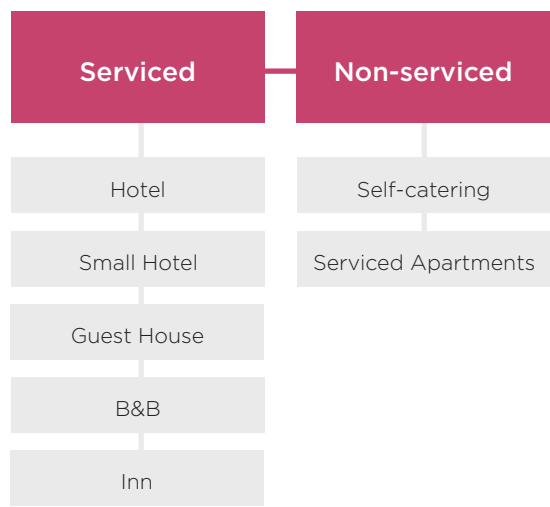 Serviced
Non-serviced
Hotel
Self-catering
Small Hotel
Serviced Apartments
Guest House
B&B
Inn